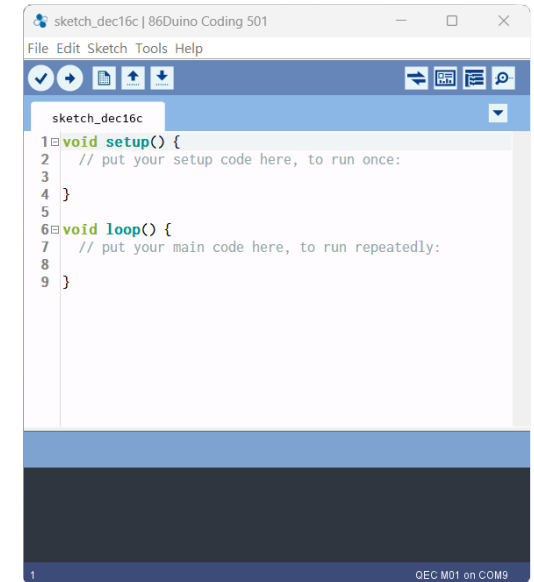 sketch_dec16c | 86Duino Coding 501
File Edit Sketch Tools Help
sketch_dec16c
1 void setup() {
2 // put your setup code here, to run once:
3
4 }
5
6 void loop() {
7 // put your main code here, to run repeatedly:
8
9 }
1 QEC M01 on COM9